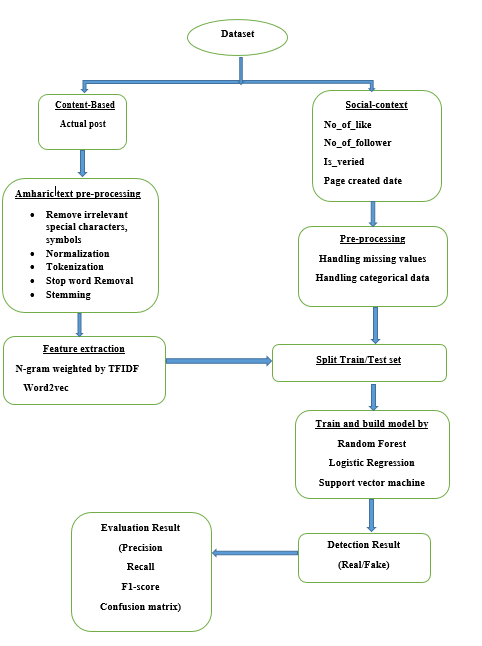 Dataset
Content-Based
Actual post
Social-context
No_of_like
No_of_follower
Is_veried
Page created date
Amharic text pre-processing
• Remove irrelevant
special characters,
symbols
• Normalization
• Tokenization
• Stop word Removal
• Stemming
Pre-processing
Handling missing values
Handling categorical data
Feature extraction
N-gram weighted by TFIDF
Word2vec
Split Train/Test set
Train and build model by
Random Forest
Logistic Regression
Support vector machine
Detection Result
(Real/Fake)
Evaluation Result
(Precision
Recall
F1-score
Confusion matrix)